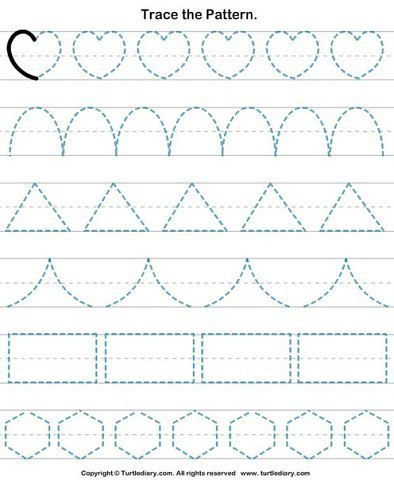 Trace the Pattern.
Copyright © Turtlediary.com. All rights reserved www.turtlediary.com